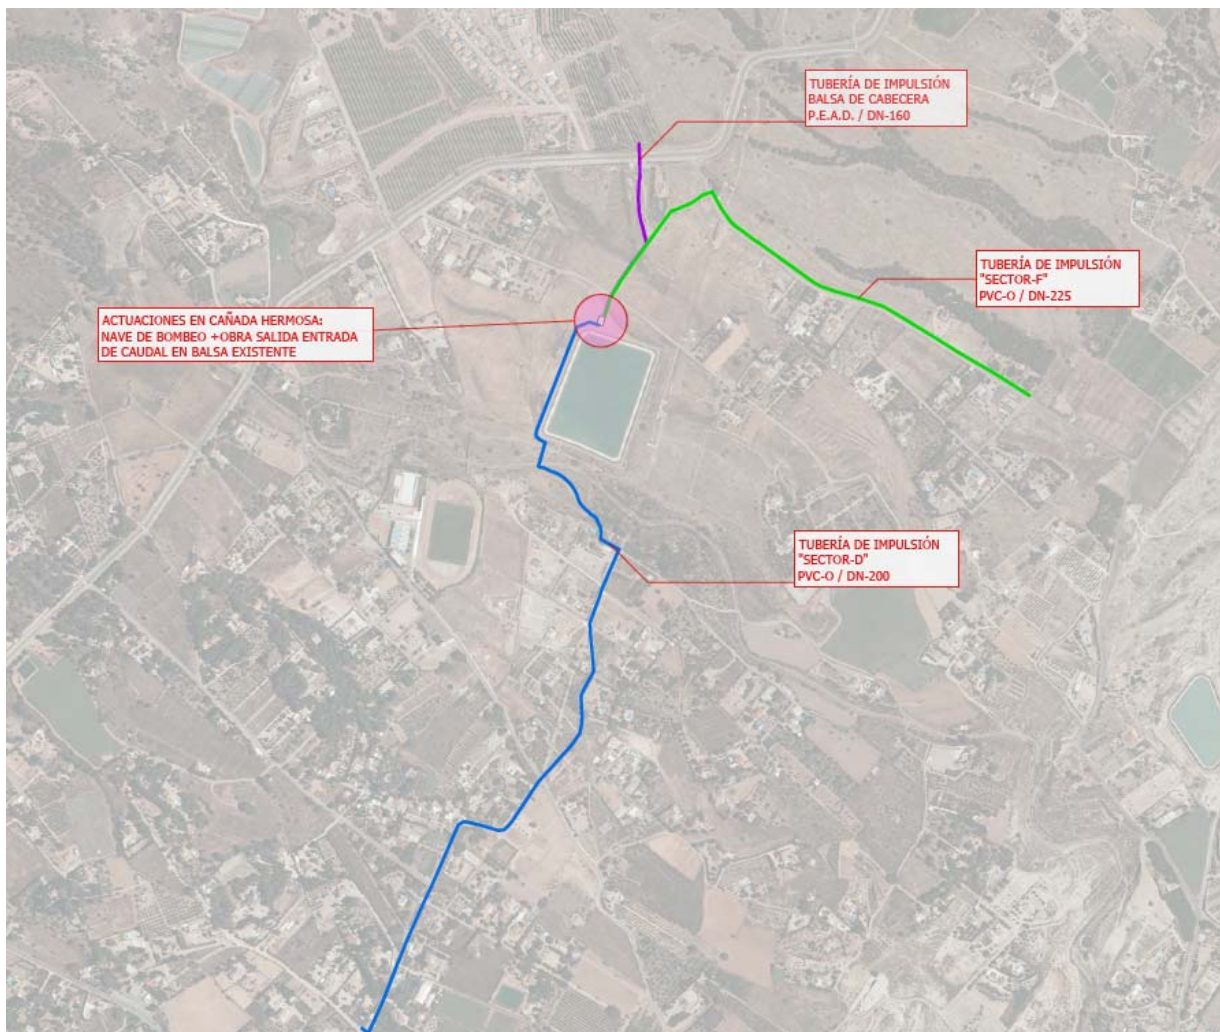 TUBERÍA DE IMPULSIÓN
BALSA DE CABECERA
P.E.A.D. / DN-160
TUBERÍA DE IMPULSIÓN
"SECTOR-F"
PVC-O / DN-225
ACTUACIONES EN CAÑADA HERMOSA:
NAVE DE BOMBEO +OBRA SALIDA ENTRADA
DE CAUDAL EN BALSA EXISTENTE
TUBERÍA DE IMPULSIÓN
"SECTOR-D"
PVC-O / DN-200